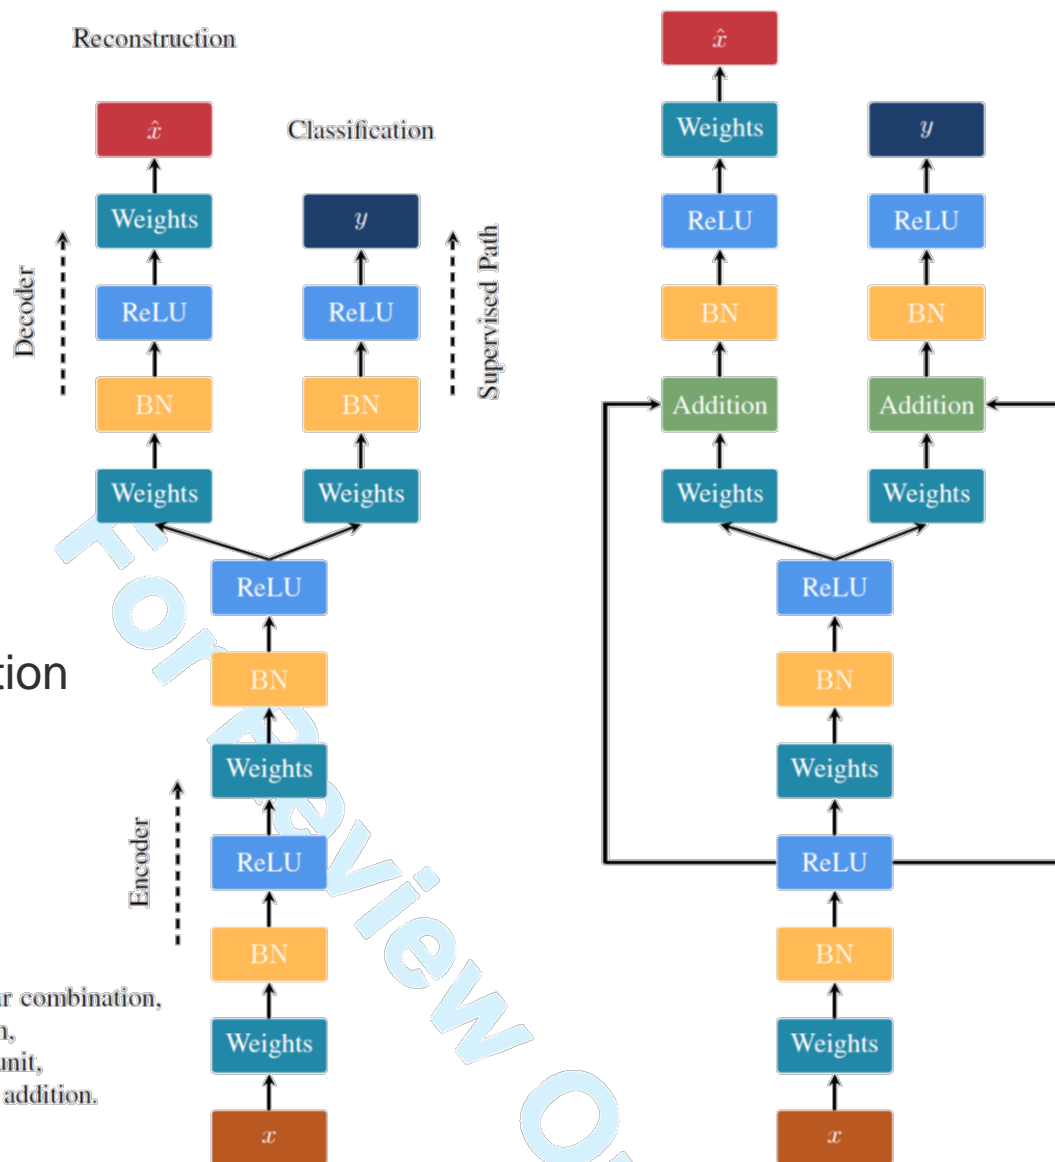 Reconstruction
x̂
Classification
Weights
y
Decoder
Supervised Path
ReLU
ReLU
BN
BN
Weights
Weights
ReLU
tion
BN
Weights
Encoder
ReLU
BN
r combination,
Weights
unit,
addition.
x
x̂
Weights
y
ReLU
ReLU
BN
BN
Addition
Addition
Weights
Weights
ReLU
BN
Weights
ReLU
BN
Weights
x
For Review O